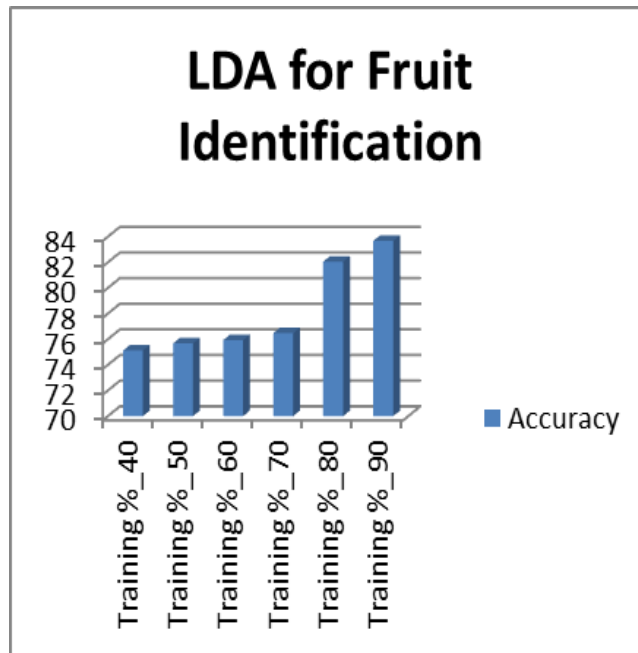 LDA for Fruit
Identification
84
82
80
78
76
74
72
70
Accuracy
Training %_40
Training %_50
Training %_60
Training %_70
Training %_80
Training %_90